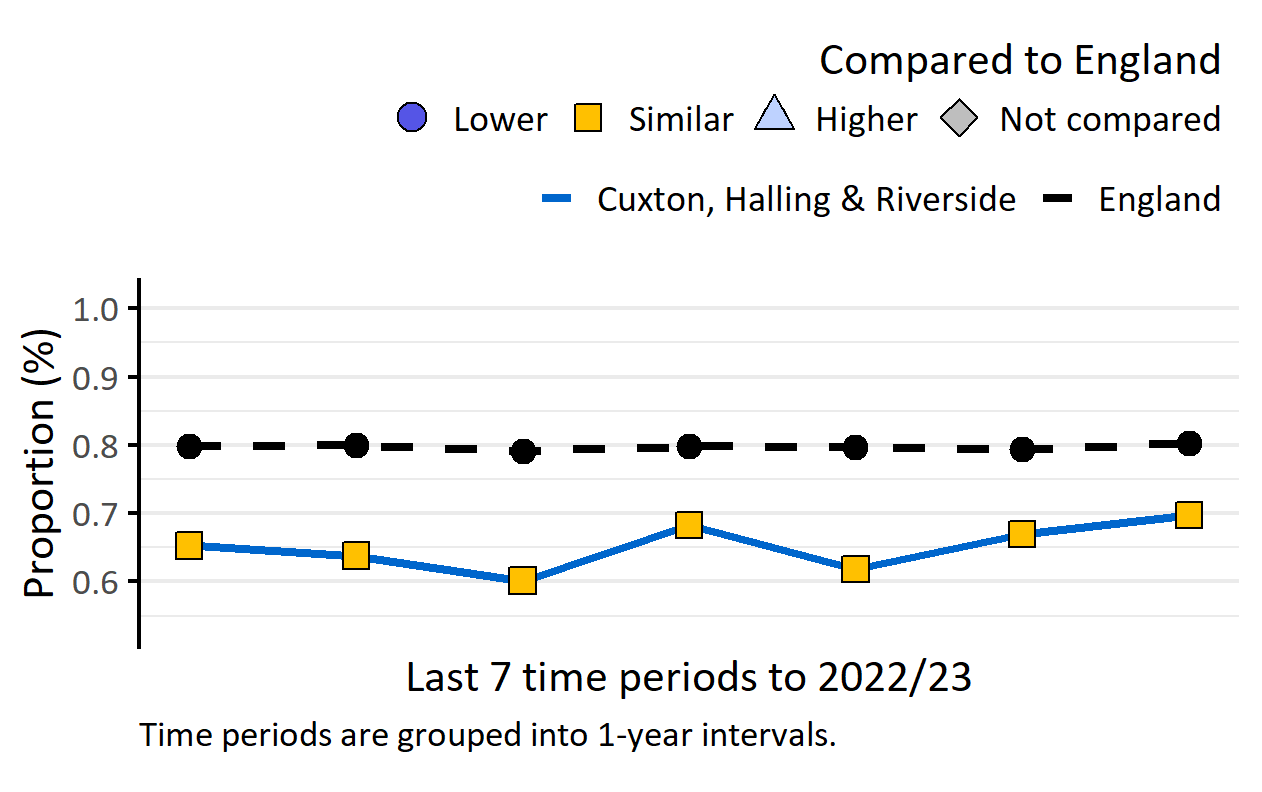 Compared to England
Lower Similar Higher Not compared
Cuxton, Halling & Riverside England
Proportion (%)
1.0
0.9
0.8
0.7
0.6
Last 7 time periods to 2022/23
Time periods are grouped into 1-year intervals.